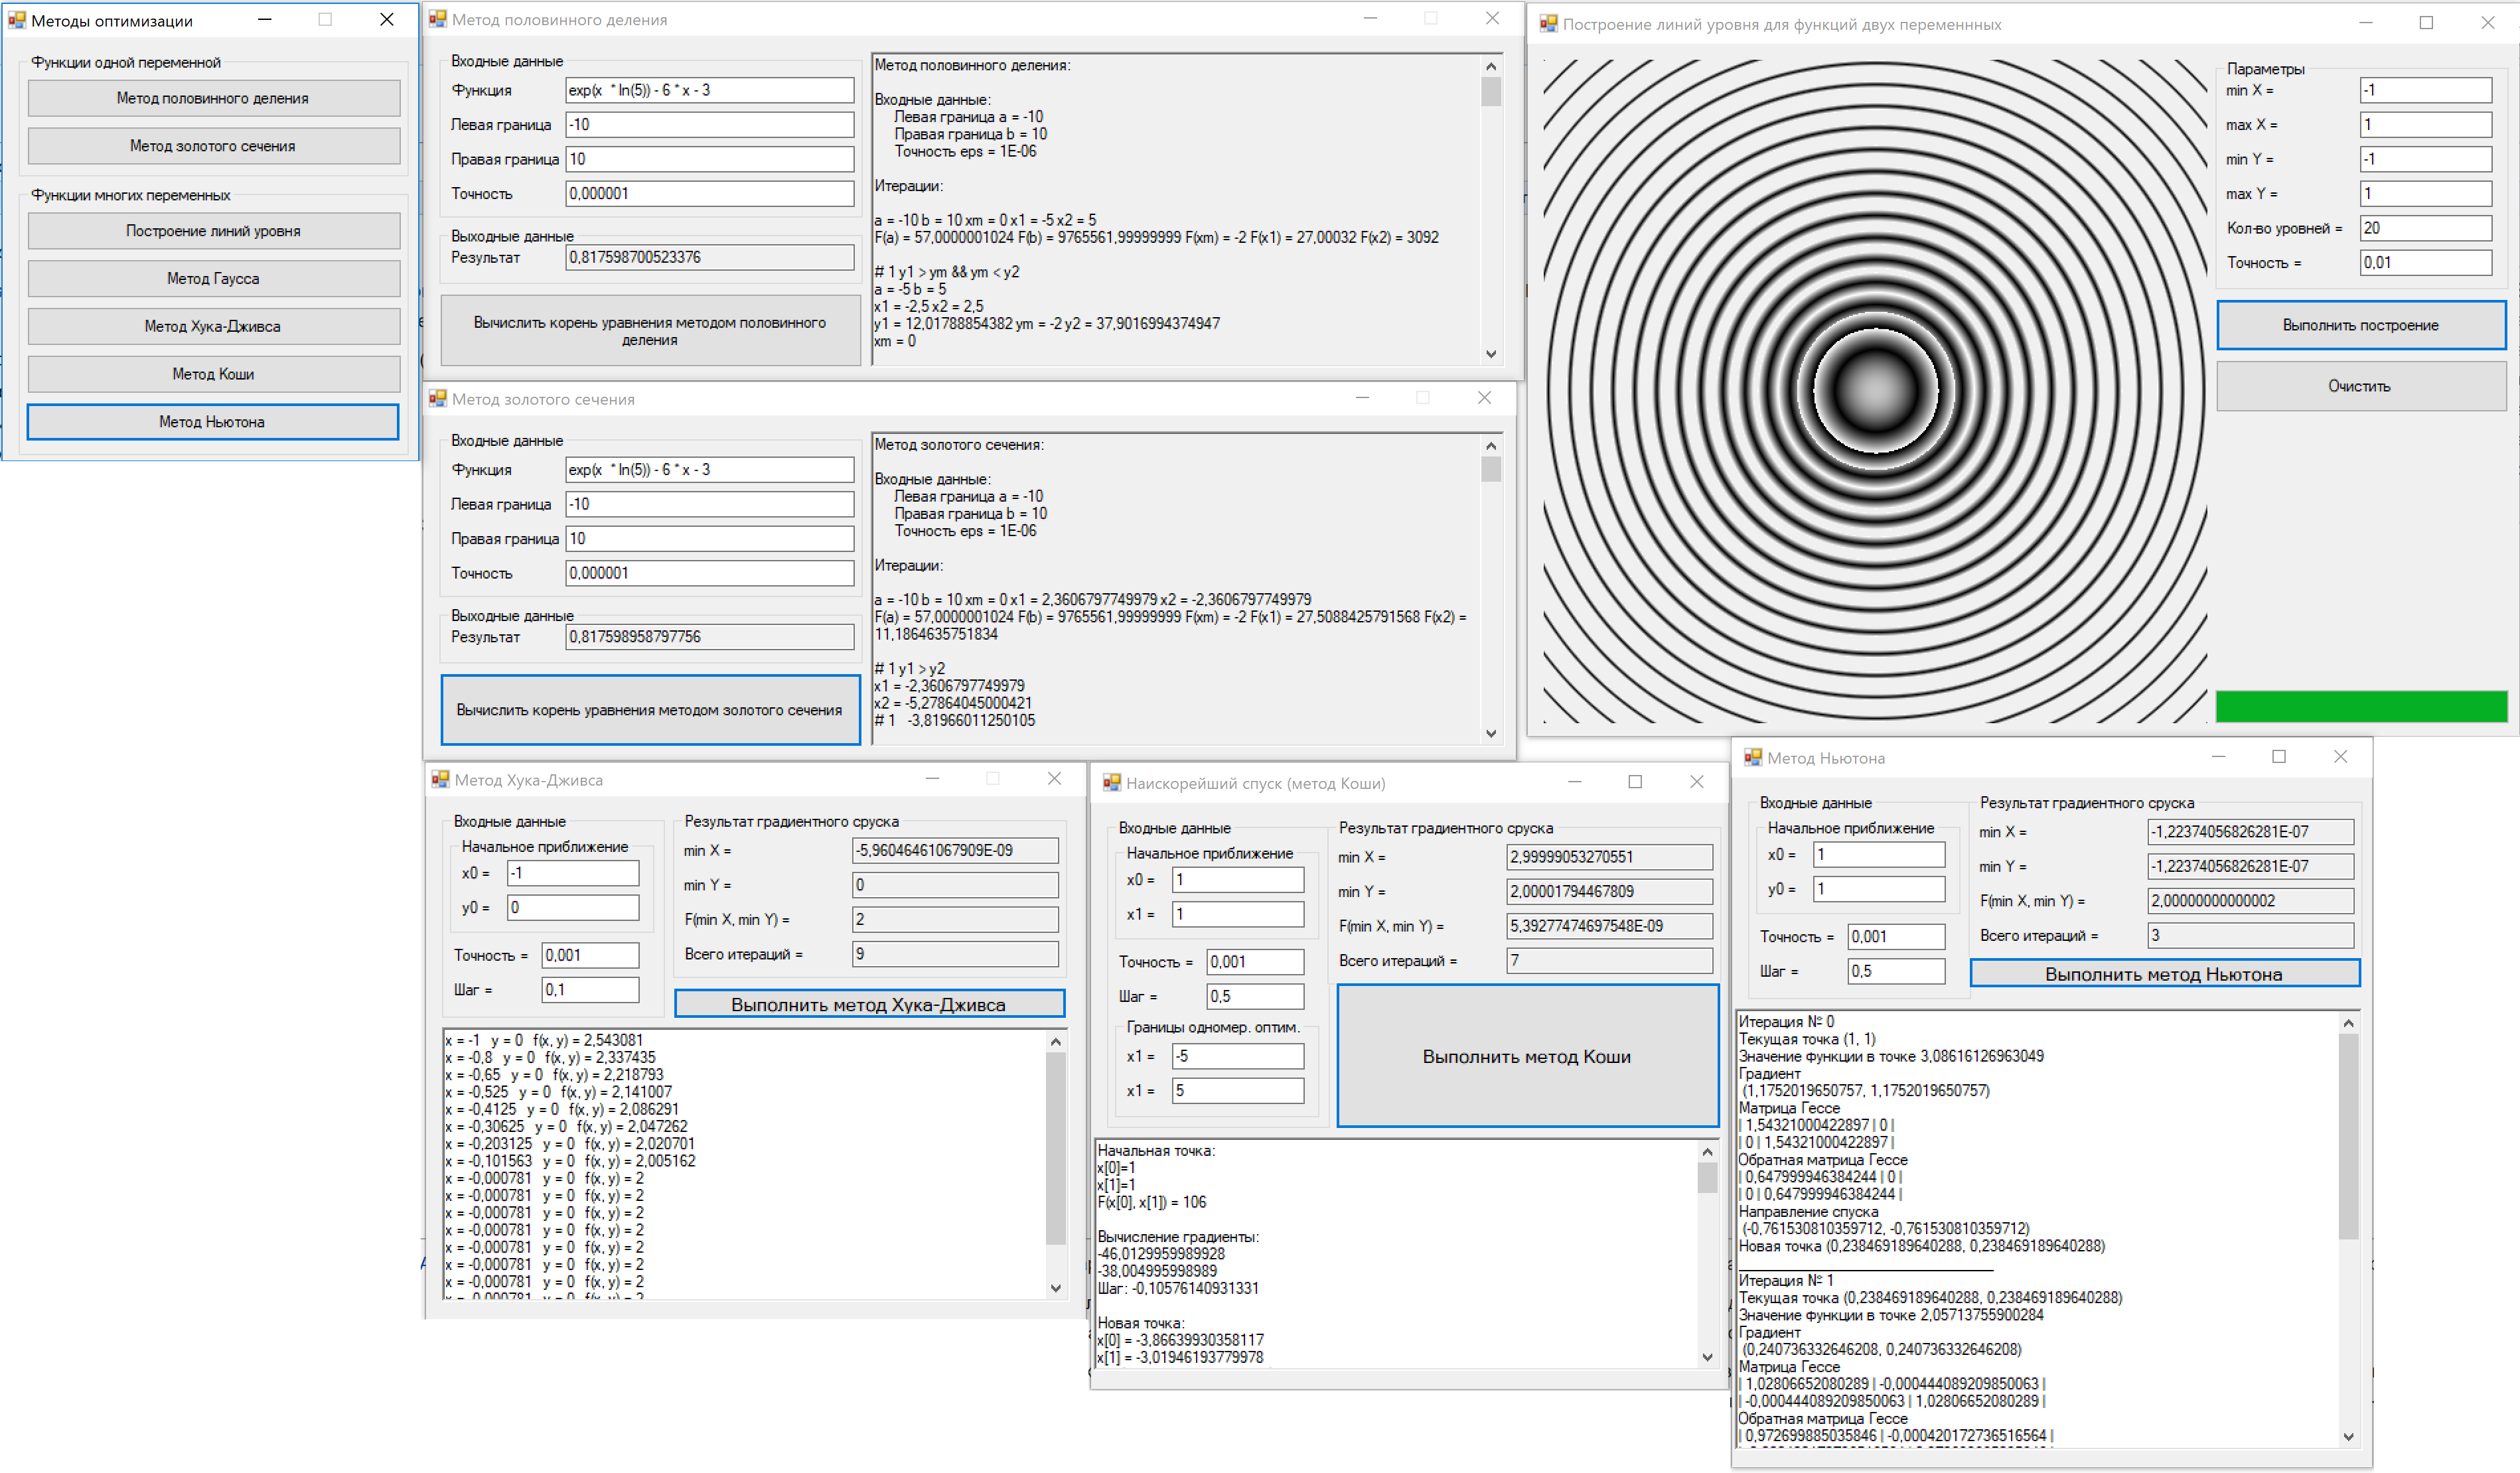 Методы оптимизации
Функции одной переменной
Метод половинного деления
Метод золотого сечения
Функции многих переменных
Построение линий уровня
Метод Гаусса
Метод Хука-Дживса
Метод Коши
Метод Ньютона
Метод половинного деления
Входные данные
Функция exp(x * ln(5)) - 6 * x - 3
Левая граница -10
Правая граница 10
Точность 0,000001
Выходные данные
Результат 0,817598700523376
Вычислить корень уравнения методом половинного
деления
Метод половинного деления:
Входные данные:
Левая граница a = -10
Правая граница b = 10
Точность eps = 1E-06
Итерации:
a = -10 b = 10 xm = 0 x1 = -5 x2 = 5
F(a) = 57,0000001024 F(b) = 9765561,99999999 F(xm) = -2 F(x1) = 27,00032 F(x2) = 3092
# 1 y1 > ym && ym < y2
a = -5 b = 5
x1 = -2,5 x2 = 2,5
y1 = 12,01788854382 ym = -2 y2 = 37,9016994374947
xm = 0
Метод золотого сечения
Входные данные
Функция exp(x * ln(5)) - 6 * x - 3
Левая граница -10
Правая граница 10
Точность 0,000001
Выходные данные
Результат 0,817598958797756
Вычислить корень уравнения методом золотого сечения
Метод золотого сечения:
Входные данные:
Левая граница a = -10
Правая граница b = 10
Точность eps = 1E-06
Итерации:
a = -10 b = 10 xm = 0 x1 = 2,3606797749979 x2 = -2,3606797749979
F(a) = 57,0000001024 F(b) = 9765561,99999999 F(xm) = -2 F(x1) = 27,5088425791568 F(x2) =
11,1864635751834
# 1 y1 > y2
x1 = -2,3606797749979
x2 = -5,27864045000421
# 1 -3,81966011250105
Построение линий уровня для функций двух переменнных
Параметры
min X = -1
max X = 1
min Y = -1
max Y = 1
Кол-во уровней = 20
Точность = 0,01
Выполнить построение
Очистить
Метод Хука-Дживса
Входные данные
Начальное приближение
x0 = -1
y0 = 0
Точность = 0,001
Шаг = 0,1
Результат градиентного сруска
min X = -5,96046461067909E-09
min Y = 0
F(min X, min Y) = 2
Всего итераций = 9
Выполнить метод Хука-Дживса
x = -1 y = 0 f(x, y) = 2,543081
x = -0,8 y = 0 f(x, y) = 2,337435
x = -0,65 y = 0 f(x, y) = 2,218793
x = -0,525 y = 0 f(x, y) = 2,141007
x = -0,4125 y = 0 f(x, y) = 2,086291
x = -0,30625 y = 0 f(x, y) = 2,047262
x = -0,203125 y = 0 f(x, y) = 2,020701
x = -0,101563 y = 0 f(x, y) = 2,005162
x = -0,000781 y = 0 f(x, y) = 2
x = -0,000781 y = 0 f(x, y) = 2
x = -0,000781 y = 0 f(x, y) = 2
x = -0,000781 y = 0 f(x, y) = 2
x = -0,000781 y = 0 f(x, y) = 2
x = -0,000781 y = 0 f(x, y) = 2
x = -0,000781 y = 0 f(x, y) = 2
x = -0,000781 y = 0 f(x, y) = 2
Наискорейший спуск (метод Коши)
Входные данные
Начальное приближение
x0 = 1
x1 = 1
Точность = 0,001
Шаг = 0,5
Границы одномер. оптим.
x1 = -5
x1 = 5
Результат градиентного сруска
min X = 2,99999053270551
min Y = 2,00001794467809
F(min X, min Y) = 5,39277474697548E-09
Всего итераций = 7
Выполнить метод Коши
Начальная точка:
x[0]=1
x[1]=1
F(x[0], x[1]) = 106
Вычисление градиенты:
-46,0129959989928
-38,004995998989
Шаг: -0,10576140931331
Новая точка:
x[0] = -3,86639930358117
x[1] = -3,01946193779978
Метод Ньютона
Входные данные
Начальное приближение
x0 = 1
y0 = 1
Точность = 0,001
Шаг = 0,5
Результат градиентного сруска
min X = -1,22374056826281E-07
min Y = -1,22374056826281E-07
F(min X, min Y) = 2,00000000000002
Всего итераций = 3
Выполнить метод Ньютона
Итерация № 0
Текущая точка (1, 1)
Значение функции в точке 3,08616126963049
Градиент
(1,1752019650757, 1,1752019650757)
Матрица Гессе
| 1,54321000422897 | 0 |
| 0 | 1,54321000422897 |
Обратная матрица Гессе
| 0,647999946384244 | 0 |
| 0 | 0,647999946384244 |
Направление спуска
(-0,761530810359712, -0,761530810359712)
Новая точка (0,238469189640288, 0,238469189640288)
Итерация № 1
Текущая точка (0,238469189640288, 0,238469189640288)
Значение функции в точке 2,05713755900284
Градиент
(0,240736332646208, 0,240736332646208)
Матрица Гессе
| 1,02806652080289 | -0,000444089209850063 |
| -0,000444089209850063 | 1,02806652080289 |
Обратная матрица Гессе
| 0,972699885035846 | -0,000420172736516564 |